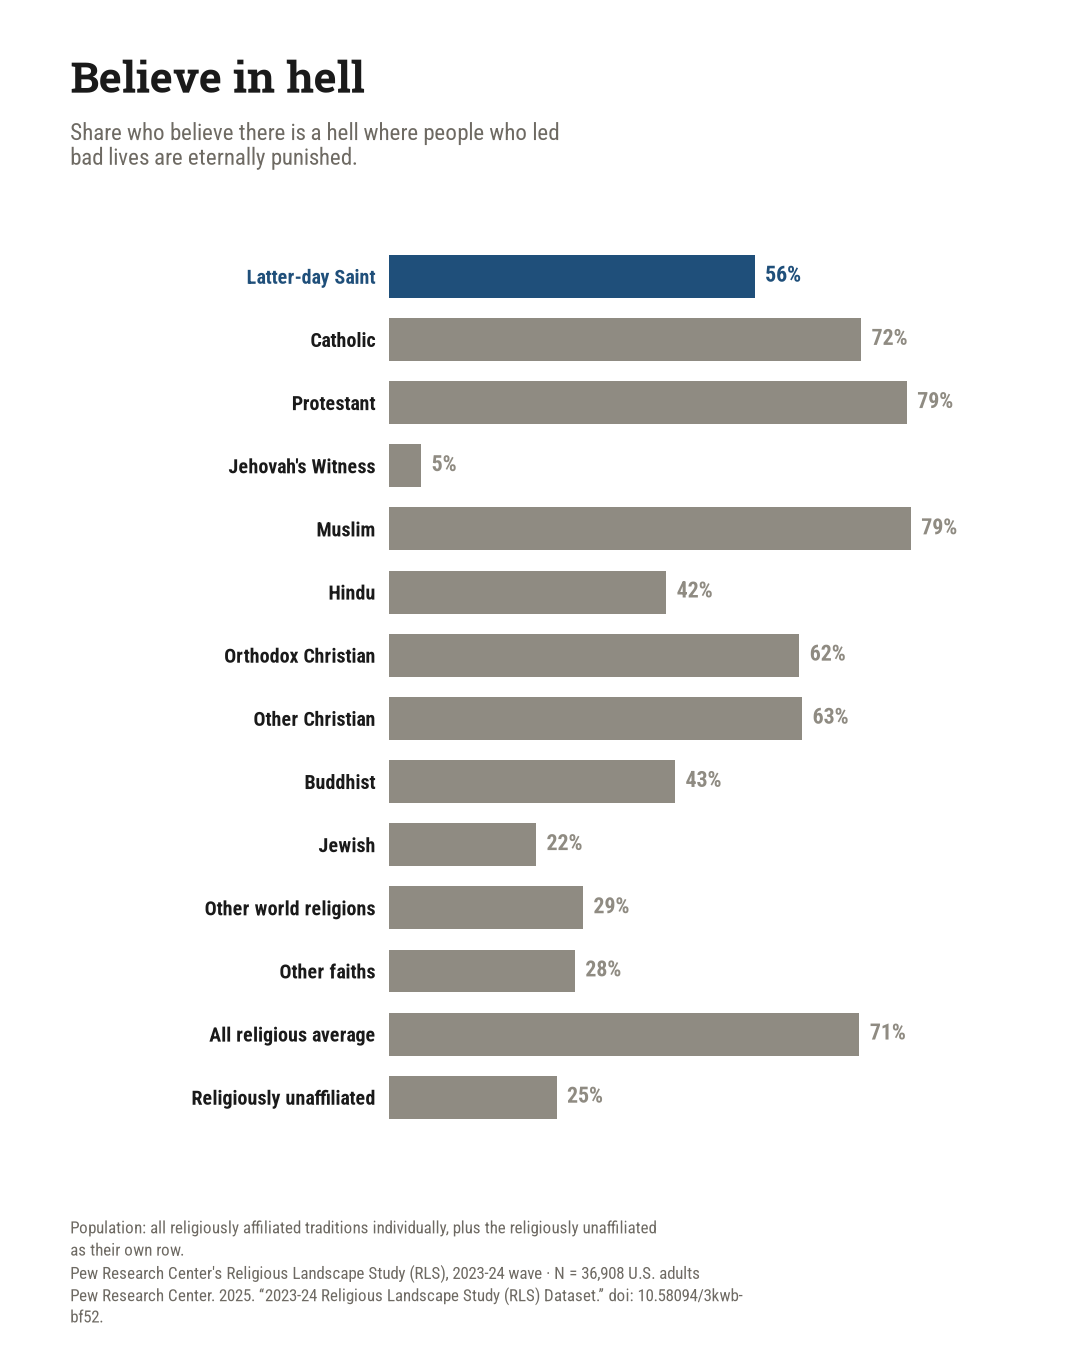 Believe in hell
Share who believe there is a hell where people who led
bad lives are eternally punished.
Latter-day Saint 56%
Catholic 72%
Protestant 79%
Jehovah's Witness 5%
Muslim 79%
Hindu 42%
Orthodox Christian 62%
Other Christian 63%
Buddhist 43%
Jewish 22%
Other world religions 29%
Other faiths 28%
All religious average 71%
Religiously unaffiliated 25%
Population: all religiously affiliated traditions individually, plus the religiously unaffiliated
as their own row.
Pew Research Center's Religious Landscape Study (RLS), 2023-24 wave · N = 36,908 U.S. adults
Pew Research Center. 2025. “2023-24 Religious Landscape Study (RLS) Dataset.” doi: 10.58094/3kwb-
bf52.